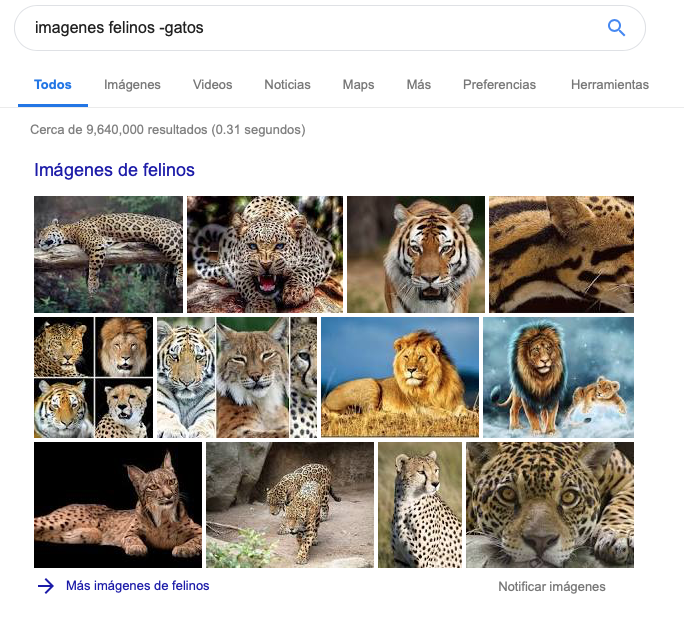 imagenes felinos -gatos
Todos Imágenes Videos Noticias Maps Más Preferencias Herramientas
Cerca de 9,640,000 resultados (0.31 segundos)
Imágenes de felinos
Más imágenes de felinos Notificar imágenes